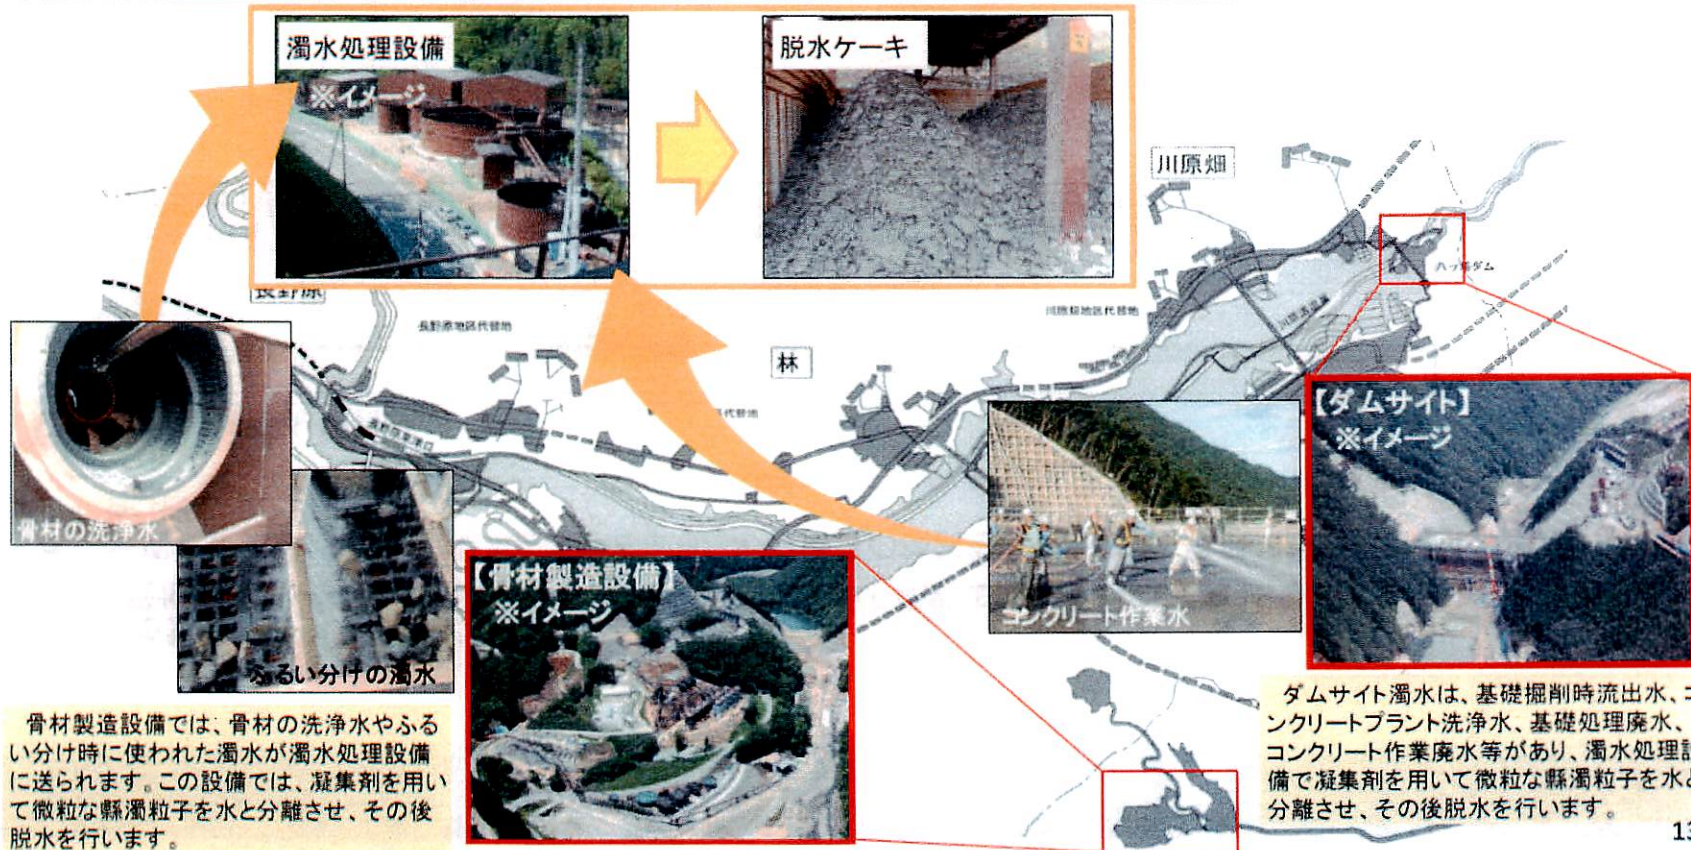 濁水処理設備
※イメージ
脱水ケーキ
川原畑
八ッ場ダム
長野原
長野原地区代替地
川原畑地区代替地
林
代替地
骨材の洗浄水
ふるい分けの濁水
【骨材製造設備】
※イメージ
コンクリート作業水
【ダムサイト】
※イメージ
骨材製造設備では、骨材の洗浄水やふる
い分け時に使われた濁水が濁水処理設備
に送られます。この設備では、凝集剤を用い
て微粒な懸濁粒子を水と分離させ、その後
脱水を行います。
ダムサイト濁水は、基礎掘削時流出水、コ
ンクリートプラント洗浄水、基礎処理廃水、
コンクリート作業廃水等があり、濁水処理設
備で凝集剤を用いて微粒な懸濁粒子を水と
分離させ、その後脱水を行います。
13